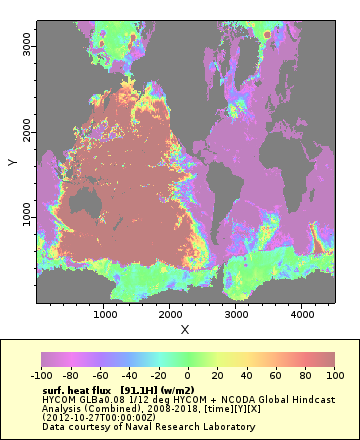 3000
2000
1000
Y
0
1000
2000
3000
4000
X
-100 -80 -60 -40 -20 0 20 40 60 80 100
surf. heat flux [91.1H] (w/m2)
HYCOM GLBa0.08 1/12 deg HYCOM + NCODA Global Hindcast
Analysis (Combined), 2008-2018, [time][Y][X]
(2012-10-27T00:00:00Z)
Data courtesy of Naval Research Laboratory